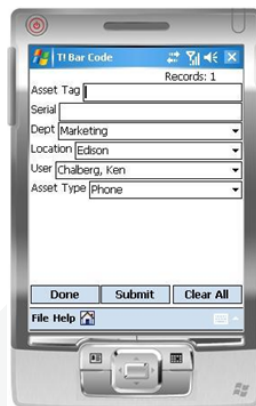 T! Bar Code
Records: 1
Asset Tag
Serial
Dept Marketing
Location Edison
User Chalberg, Ken
Asset Type Phone
Done Submit Clear All
File Help